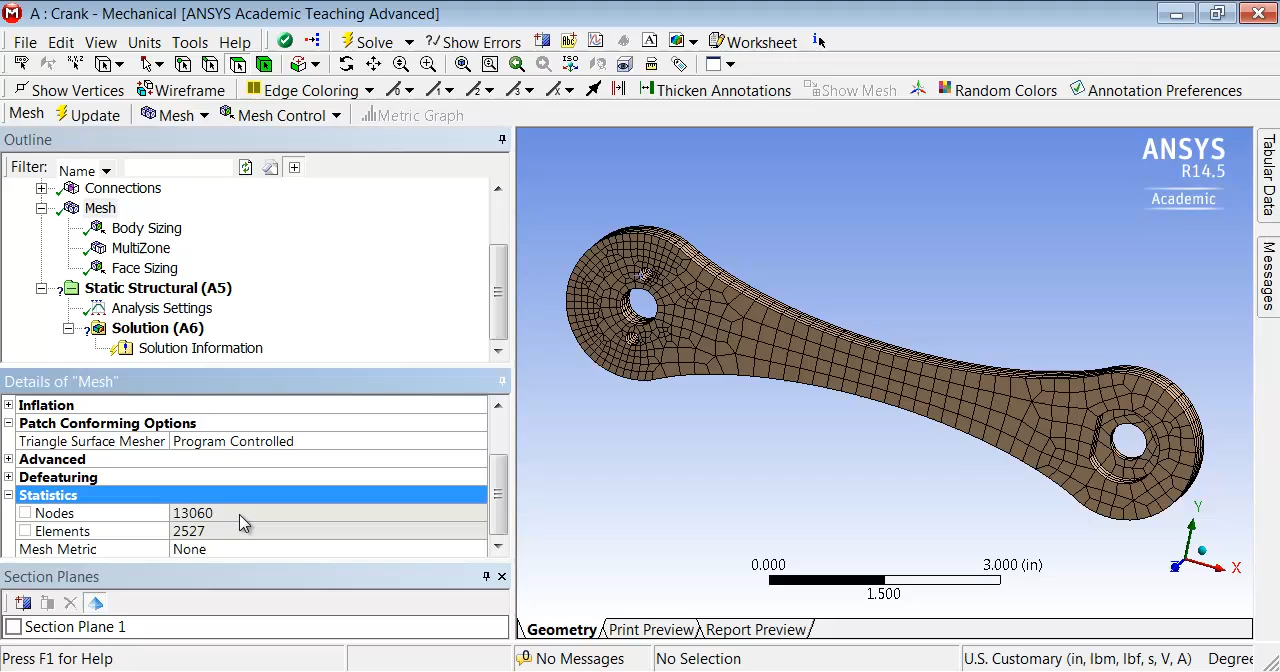 A : Crank - Mechanical [ANSYS Academic Teaching Advanced]
File Edit View Units Tools Help Solve Show Errors Worksheet
Show Vertices Wireframe Edge Coloring Thicken Annotations Show Mesh Random Colors Annotation Preferences
Mesh Update Mesh Mesh Control Metric Graph
Outline
Filter: Name
Connections
Mesh
Body Sizing
MultiZone
Face Sizing
Static Structural (A5)
Analysis Settings
Solution (A6)
Solution Information
Details of "Mesh"
Inflation
Patch Conforming Options
Triangle Surface Mesher Program Controlled
Advanced
Defeaturing
Statistics
Nodes 13060
Elements 2527
Mesh Metric None
Section Planes
Section Plane 1
ANSYS
R14.5
Academic
Y
X
0.000 3.000 (in)
1.500
Geometry Print Preview Report Preview
Tabular Data
Messages
Press F1 for Help 0 No Messages No Selection U.S. Customary (in, lbm, lbf, s, V, A) Degree